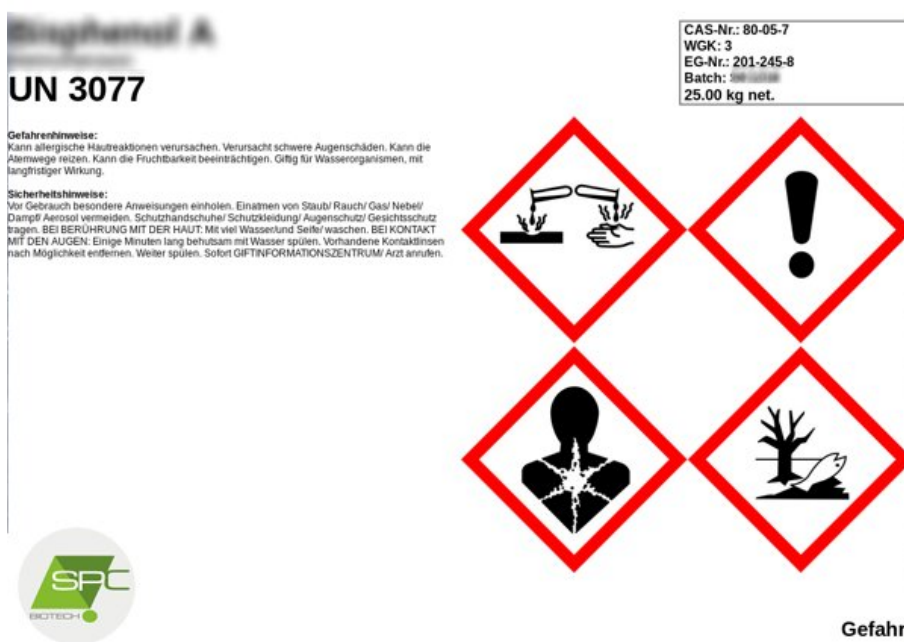 Bisphenol A
UN 3077
CAS-Nr.: 80-05-7
WGK: 3
EG-Nr.: 201-245-8
Batch:
25.00 kg net.
Gefahrenhinweise:
Kann allergische Hautreaktionen verursachen. Verursacht schwere Augenschäden. Kann die
Atemwege reizen. Kann die Fruchtbarkeit beeinträchtigen. Giftig für Wasserorganismen, mit
langfristiger Wirkung.
Sicherheitshinweise:
Vor Gebrauch besondere Anweisungen einholen. Einatmen von Staub/ Rauch/ Gas/ Nebel/
Dampf/ Aerosol vermeiden. Schutzhandschuhe/ Schutzkleidung/ Augenschutz/ Gesichtsschutz
tragen. BEI BERÜHRUNG MIT DER HAUT: Mit viel Wasser/und Seife/ waschen. BEI KONTAKT
MIT DEN AUGEN: Einige Minuten lang behutsam mit Wasser spülen. Vorhandene Kontaktlinsen
nach Möglichkeit entfernen. Weiter spülen. Sofort GIFTINFORMATIONSZENTRUM/ Arzt anrufen.
SPC
BIOTECH
Gefahr